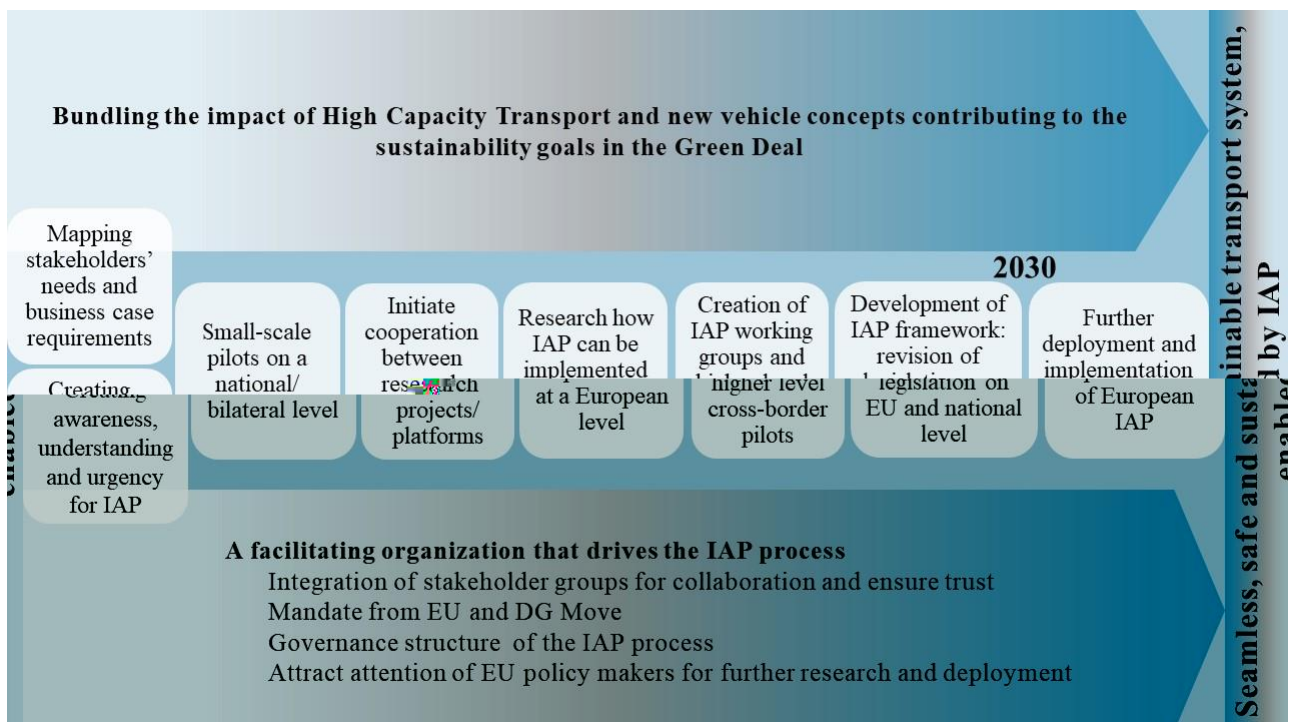 Bundling the impact of High Capacity Transport and new vehicle concepts contributing to the
sustainability goals in the Green Deal
Mapping
stakeholders’
needs and
business case
requirements
Creating
awareness,
understanding
and urgency
for IAP
Small-scale
pilots on a
national/
bilateral level
Initiate
cooperation
between
research
projects/
platforms
Research how
IAP can be
implemented
at a European
level
Creation of
IAP working
groups and
higher level
cross-border
pilots
2030
Development of
IAP framework:
revision of
legislation on
EU and national
level
Further
deployment and
implementation
of European
IAP
A facilitating organization that drives the IAP process
Integration of stakeholder groups for collaboration and ensure trust
Mandate from EU and DG Move
Governance structure of the IAP process
Attract attention of EU policy makers for further research and deployment
Seamless, safe and sustainable transport system,
enabled by IAP